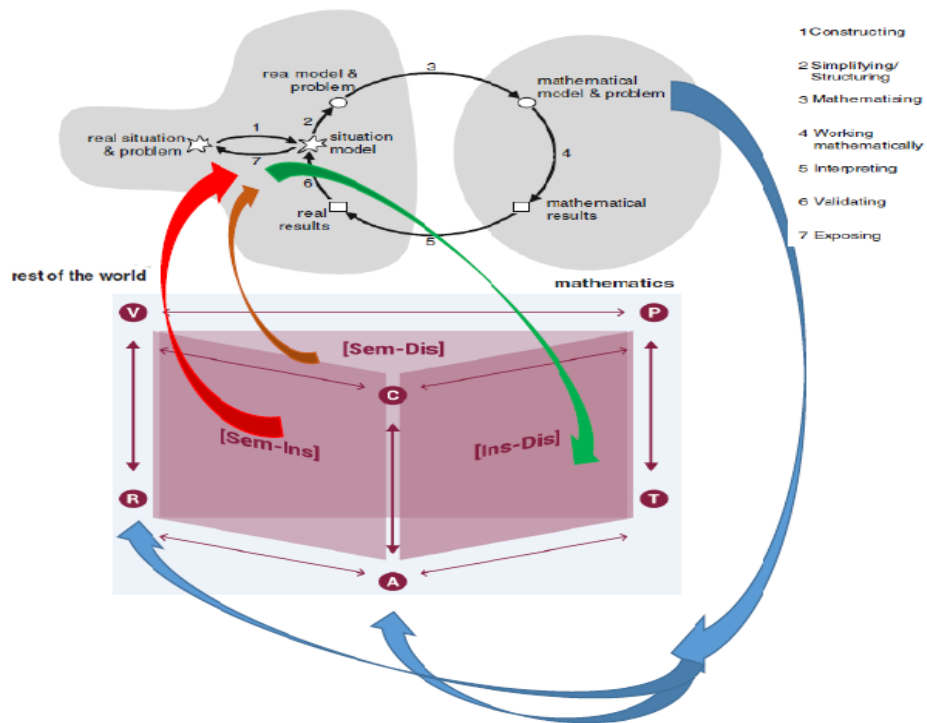 1 Constructing
2 Simplifying/
Structuring
3 Mathematising
4 Working
mathematically
5 Interpreting
6 Validating
7 Exposing
rea model &
problem
3
mathematical
model & problem
2
real situation
& problem
1
situation
model
7
4
6
real
results
mathematical
results
5
rest of the world
mathematics
V
P
[Sem-Dis]
C
[Sem-Ins]
[Ins-Dis]
R
T
A